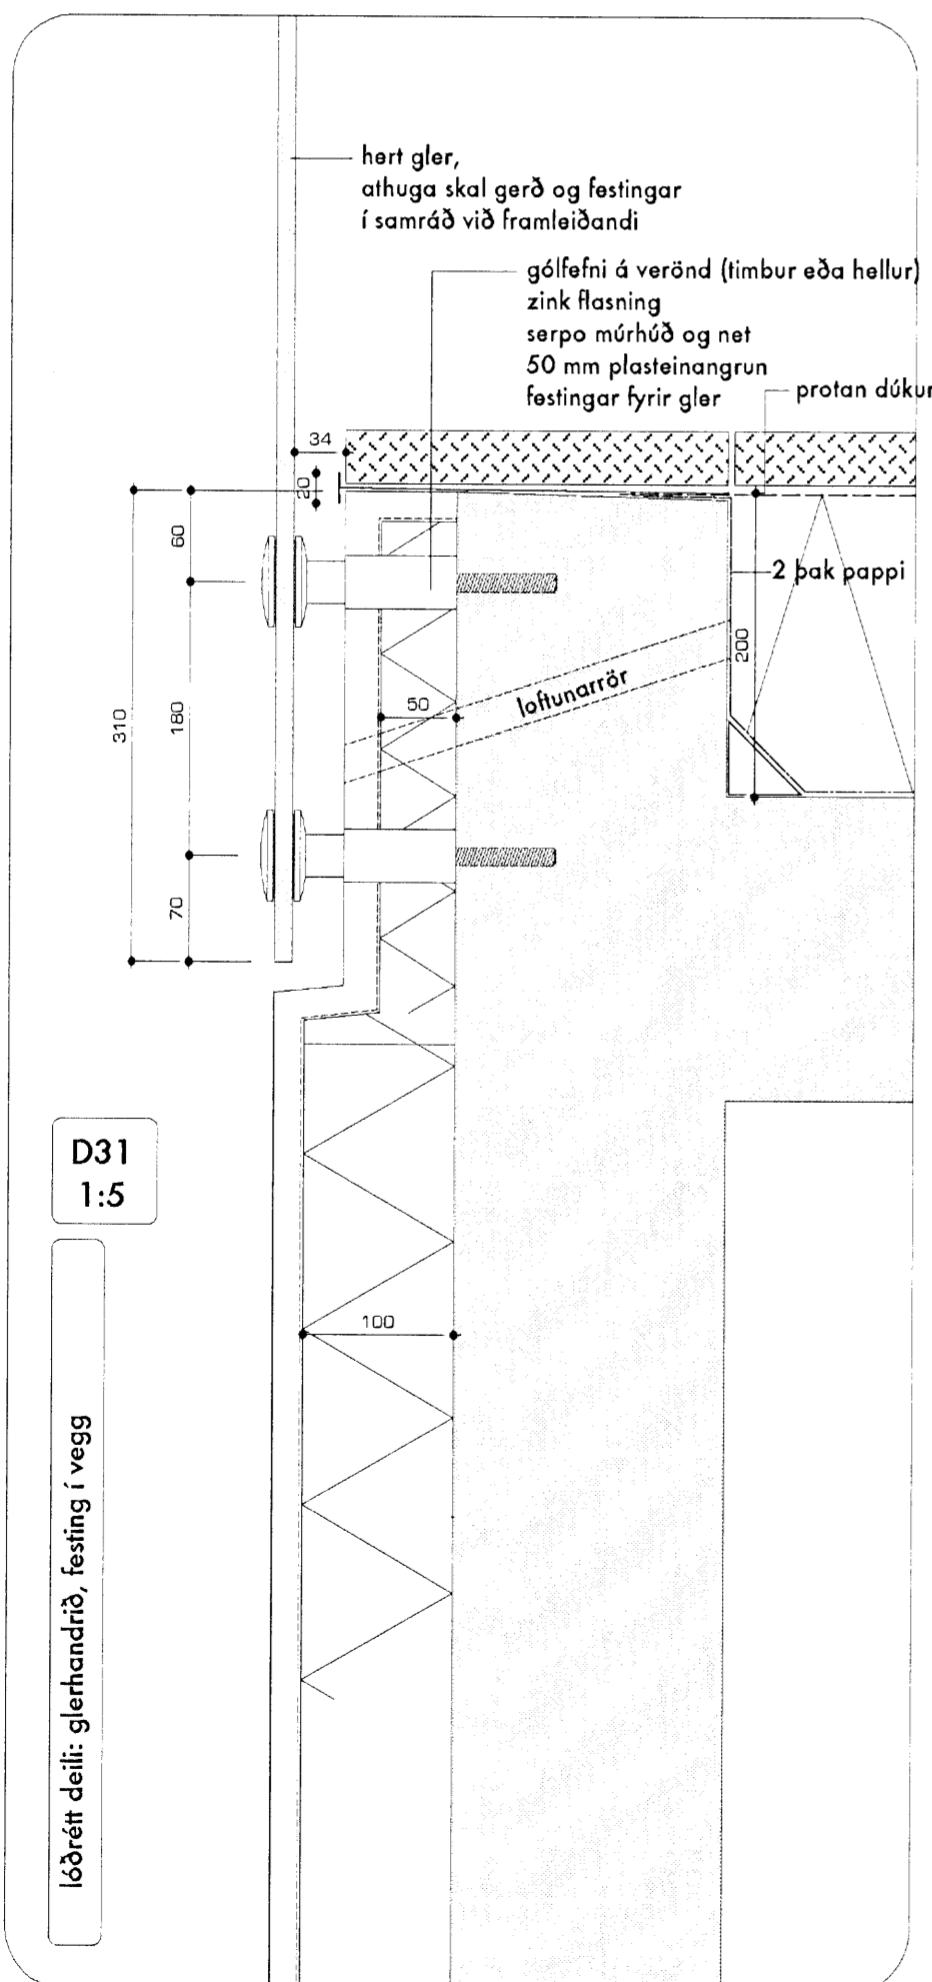 hert gler,
athuga skal gerð og festingar
í samráð við framleiðandi
gólfefni á verönd (timbur eða hellur)
zink flasning
serpo múrhúð og net
50 mm plasteinangrun
festingar fyrir gler
protan dúkur
34
20
60
2 þak pappi
200
loftunarrör
50
180
310
70
D31
1:5
100
lóðrétt deili: glerhandrið, festing í vegg